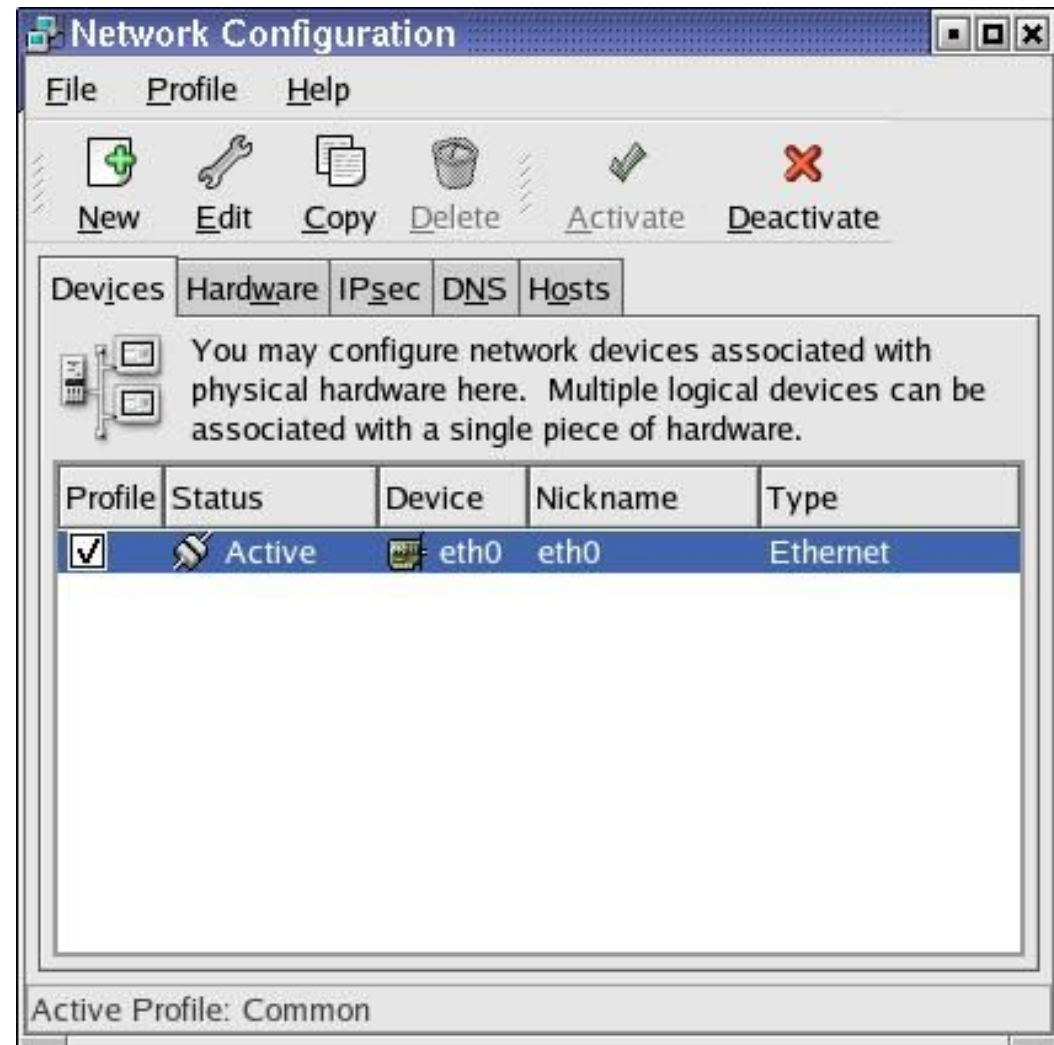 Network Configuration
File Profile Help
New Edit Copy Delete Activate Deactivate
Devices Hardware IPsec DNS Hosts
You may configure network devices associated with
physical hardware here. Multiple logical devices can be
associated with a single piece of hardware.
Profile Status Device Nickname Type
Active eth0 eth0 Ethernet
Active Profile: Common